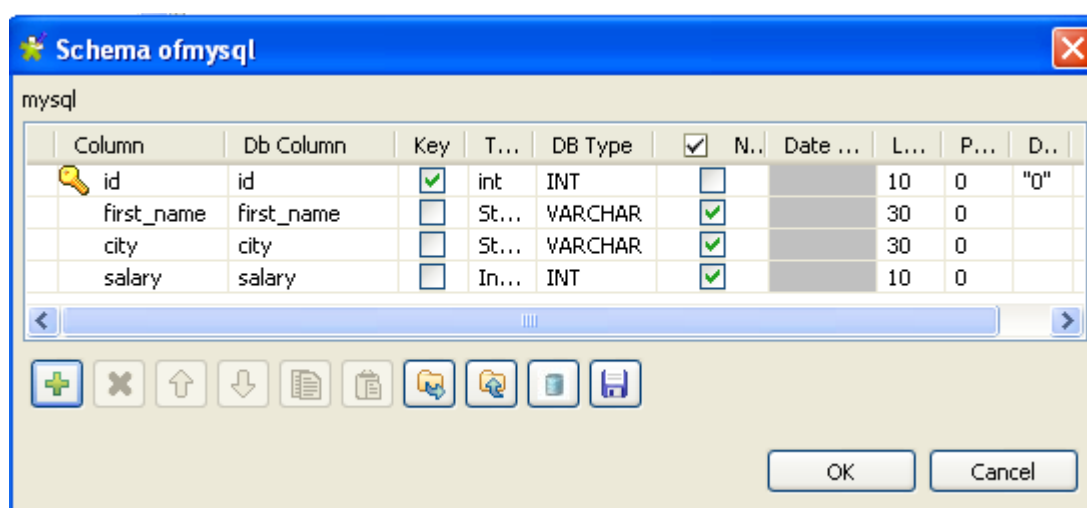 Schema ofmysql
mysql
Column Db Column Key T... DB Type N.. Date ... L... P... D..
id id int INT 10 0 "0"
first_name first_name St... VARCHAR 30 0
city city St... VARCHAR 30 0
salary salary In... INT 10 0
OK Cancel